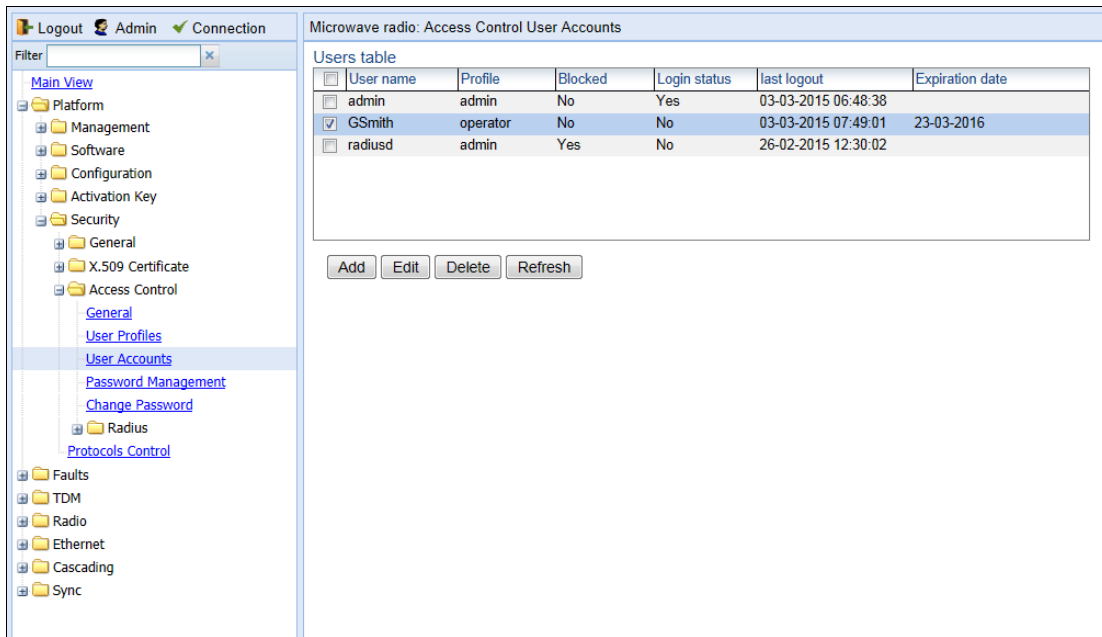 Logout Admin Connection
Filter
Main View
Platform
Management
Software
Configuration
Activation Key
Security
General
X.509 Certificate
Access Control
General
User Profiles
User Accounts
Password Management
Change Password
Radius
Protocols Control
Faults
TDM
Radio
Ethernet
Cascading
Sync
Microwave radio: Access Control User Accounts
Users table
User name Profile Blocked Login status last logout Expiration date
admin admin No Yes 03-03-2015 06:48:38
GSmith operator No No 03-03-2015 07:49:01 23-03-2016
radiusd admin Yes No 26-02-2015 12:30:02
Add Edit Delete Refresh